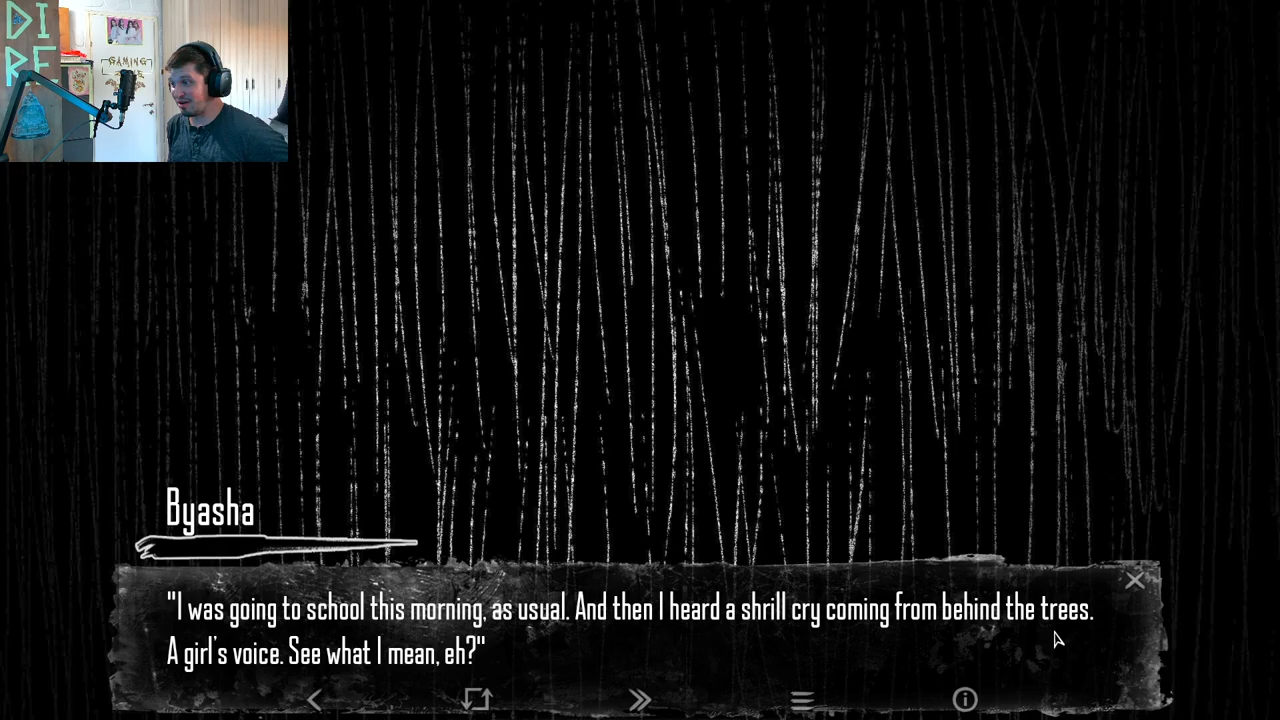 DI
RE
GAMING
Byasha
"I was going to school this morning, as usual. And then I heard a shrill cry coming from behind the trees.
A girl's voice. See what I mean, eh?"